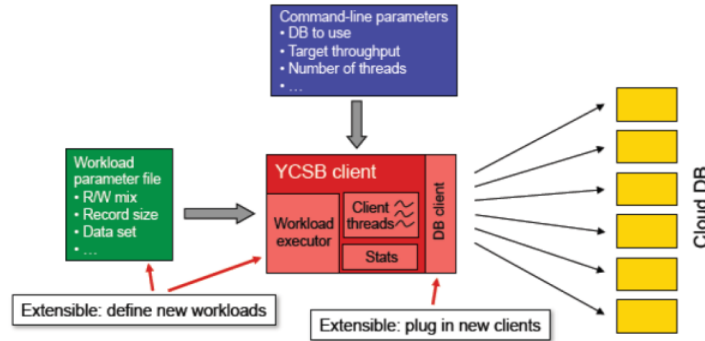 Command-line parameters
• DB to use
• Target throughput
• Number of threads
• ...
Workload
parameter file
• R/W mix
• Record size
• Data set
• ...
YCSB client
Workload
executor
Client
threads
Stats
DB client
Cloud DB
Extensible: define new workloads
Extensible: plug in new clients